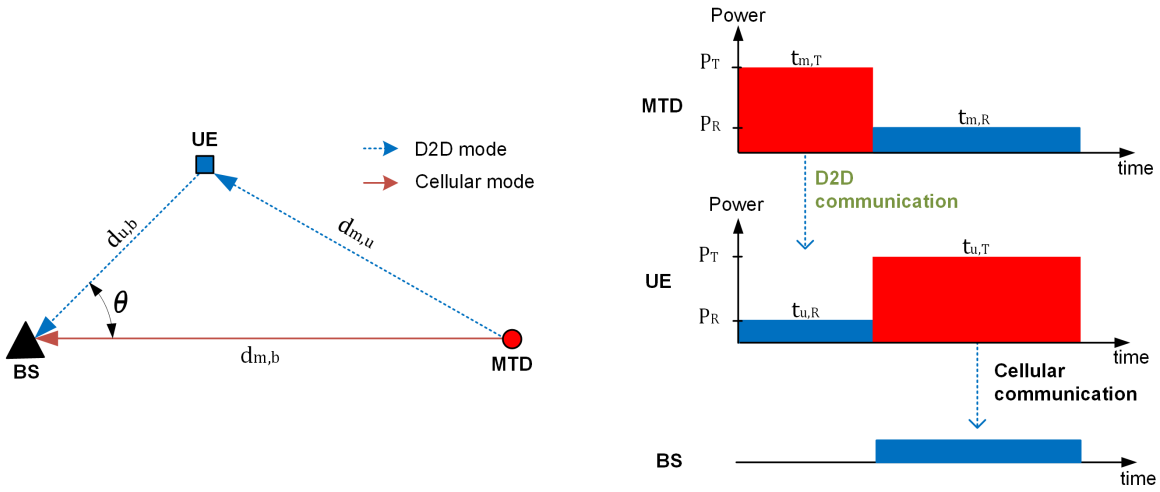 UE
D2D mode
Cellular mode
du,b
dm,u
θ
dm,b
BS
MTD
Power
PT
tm,T
MTD
PR
tm,R
time
D2D
communication
Power
PT
tu,T
UE
PR
tu,R
time
Cellular
communication
BS
time